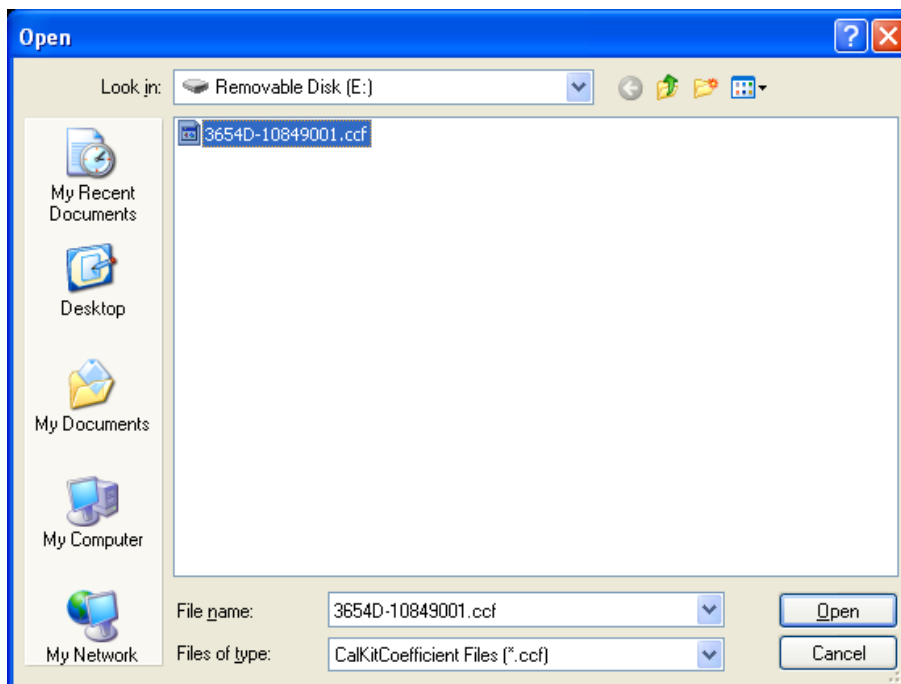 Open
Look in:
Removable Disk (E:)
3654D-10849001.ccf
My Recent
Documents
Desktop
My Documents
My Computer
My Network
File name:
3654D-10849001.ccf
Open
Files of type:
CalKitCoefficient Files (*.ccf)
Cancel